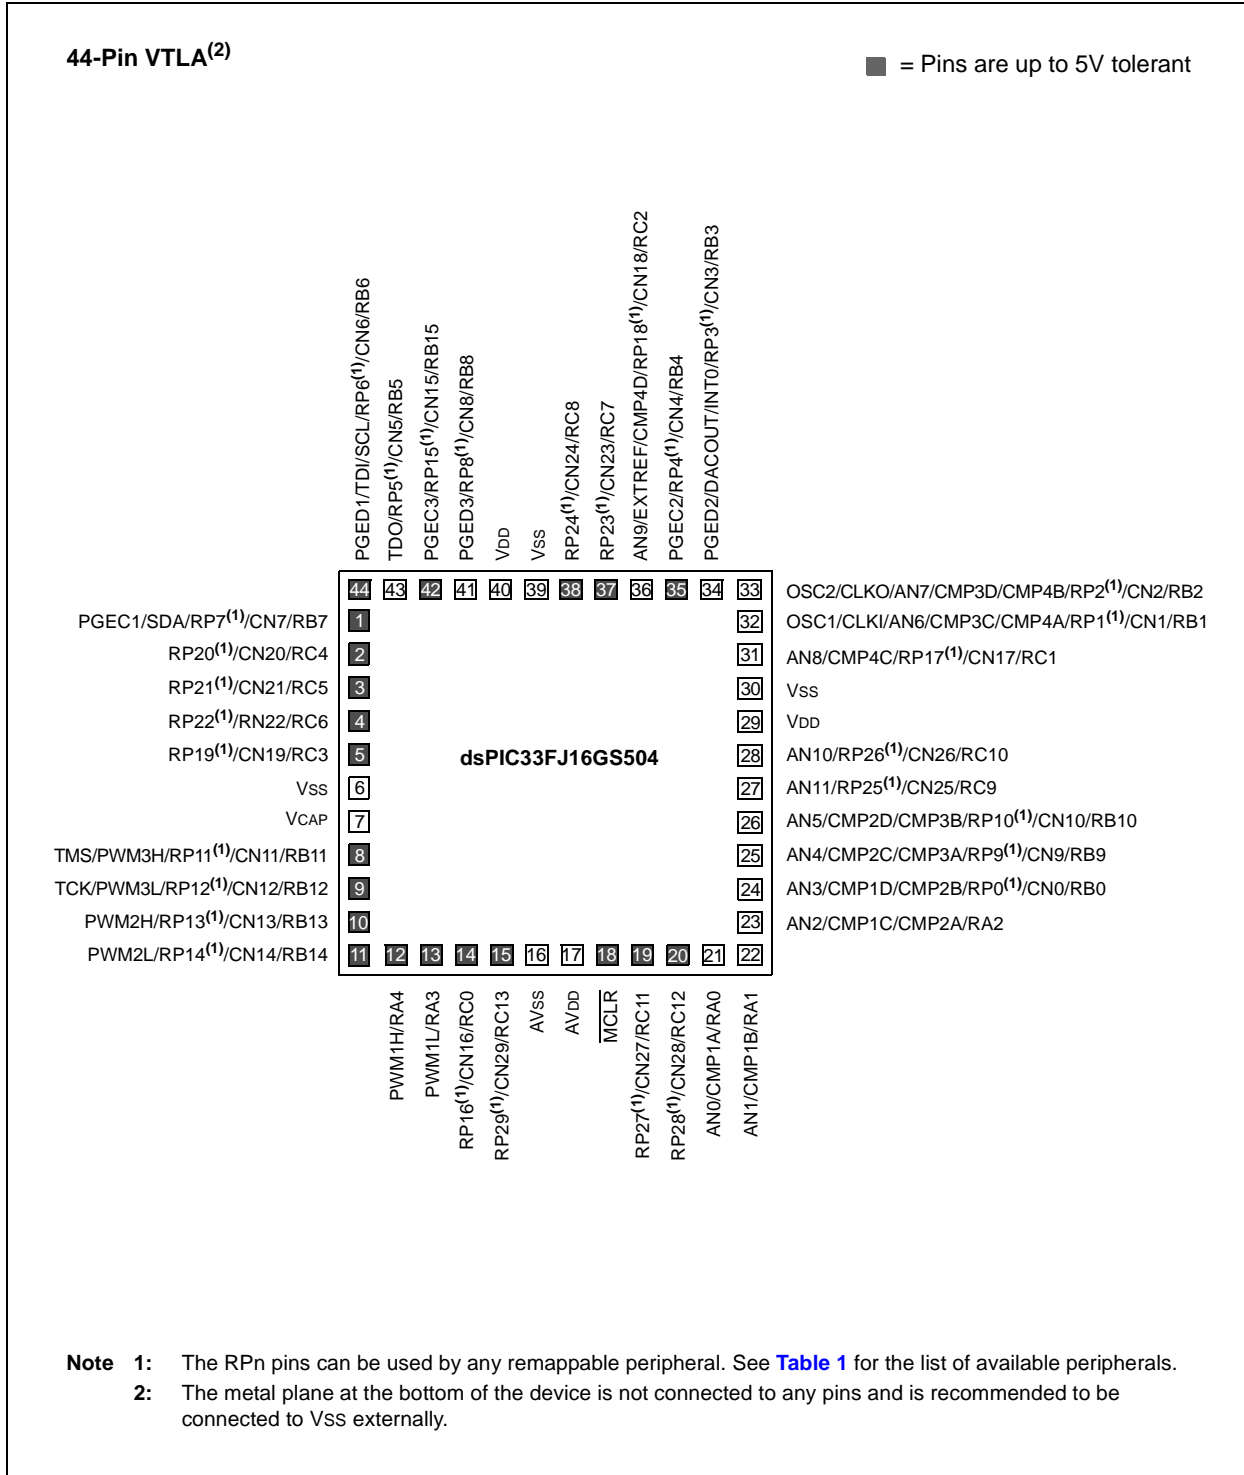 44-Pin VTLA(2)
= Pins are up to 5V tolerant
PGED1/TDI/SCL/RP6(1)/CN6/RB6
TDO/RP5(1)/CN5/RB5
PGEC3/RP15(1)/CN15/RB15
PGED3/RP8(1)/CN8/RB8
VDD
VSS
RP24(1)/CN24/RC8
RP23(1)/CN23/RC7
AN9/EXTREF/CMP4D/RP18(1)/CN18/RC2
PGEC2/RP4(1)/CN4/RB4
PGED2/DACOUT/INT0/RP3(1)/CN3/RB3
44 43 42 41 40 39 38 37 36 35 34 33 OSC2/CLKO/AN7/CMP3D/CMP4B/RP2(1)/CN2/RB2
PGEC1/SDA/RP7(1)/CN7/RB7 1 32 OSC1/CLKI/AN6/CMP3C/CMP4A/RP1(1)/CN1/RB1
RP20(1)/CN20/RC4 2 31 AN8/CMP4C/RP17(1)/CN17/RC1
RP21(1)/CN21/RC5 3 30 VSS
RP22(1)/RN22/RC6 4 29 VDD
RP19(1)/CN19/RC3 5 dsPIC33FJ16GS504 28 AN10/RP26(1)/CN26/RC10
VSS 6 27 AN11/RP25(1)/CN25/RC9
VCAP 7 26 AN5/CMP2D/CMP3B/RP10(1)/CN10/RB10
TMS/PWM3H/RP11(1)/CN11/RB11 8 25 AN4/CMP2C/CMP3A/RP9(1)/CN9/RB9
TCK/PWM3L/RP12(1)/CN12/RB12 9 24 AN3/CMP1D/CMP2B/RP0(1)/CN0/RB0
PWM2H/RP13(1)/CN13/RB13 10 23 AN2/CMP1C/CMP2A/RA2
PWM2L/RP14(1)/CN14/RB14 11 12 13 14 15 16 17 18 19 20 21 22
PWM1H/RA4
PWM1L/RA3
RP16(1)/CN16/RC0
RP29(1)/CN29/RC13
AVSS
AVDD
MCLR
RP27(1)/CN27/RC11
RP28(1)/CN28/RC12
AN0/CMP1A/RA0
AN1/CMP1B/RA1
Note 1: The RPn pins can be used by any remappable peripheral. See Table 1 for the list of available peripherals.
2: The metal plane at the bottom of the device is not connected to any pins and is recommended to be
connected to VSS externally.